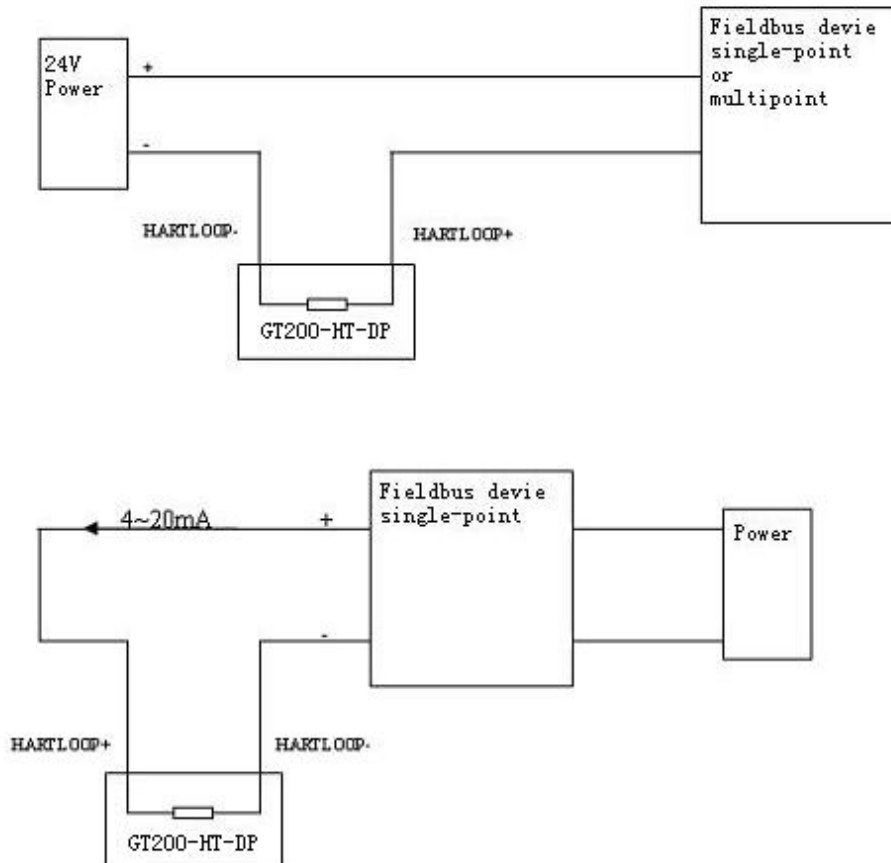 24V
Power
+
-
Fieldbus devie
single-point
or
multipoint
HARTLOOP-
HARTLOOP+
GT200-HT-DP
4~20mA
+
-
Fieldbus devie
single-point
Power
HARTLOOP+
HARTLOOP-
GT200-HT-DP